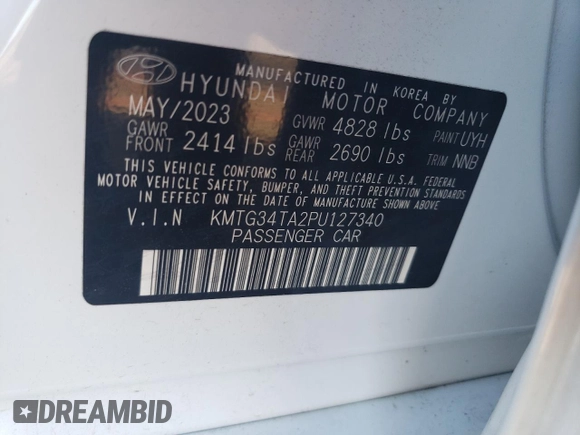 MANUFACTURED IN KOREA BY
HYUNDAI MOTOR COMPANY
MAY/2023 GVWR 4828 lbs PAINT UYH
GAWR FRONT 2414 lbs GAWR REAR 2690 lbs TRIM NNB
THIS VEHICLE CONFORMS TO ALL APPLICABLE U.S.A. FEDERAL
MOTOR VEHICLE SAFETY, BUMPER, AND THEFT PREVENTION STANDARDS
IN EFFECT ON THE DATE OF MANUFACTURE SHOWN ABOVE.
V.I.N KMTG34TA2PU127340
PASSENGER CAR
DREAMBID